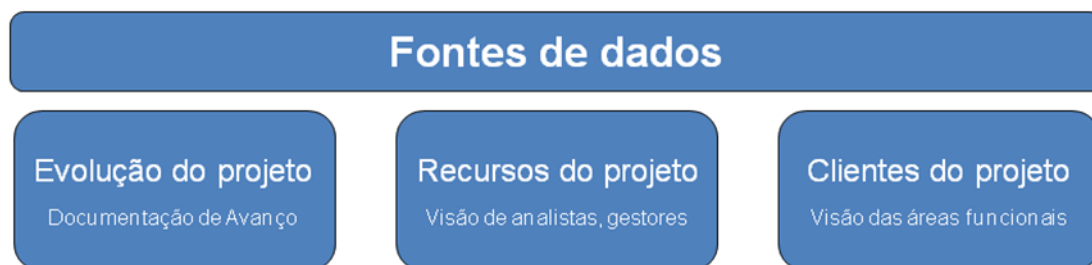 Fontes de dados
Evolução do projeto
Documentação de Avanço
Recursos do projeto
Visão de analistas, gestores
Clientes do projeto
Visão das áreas funcionais